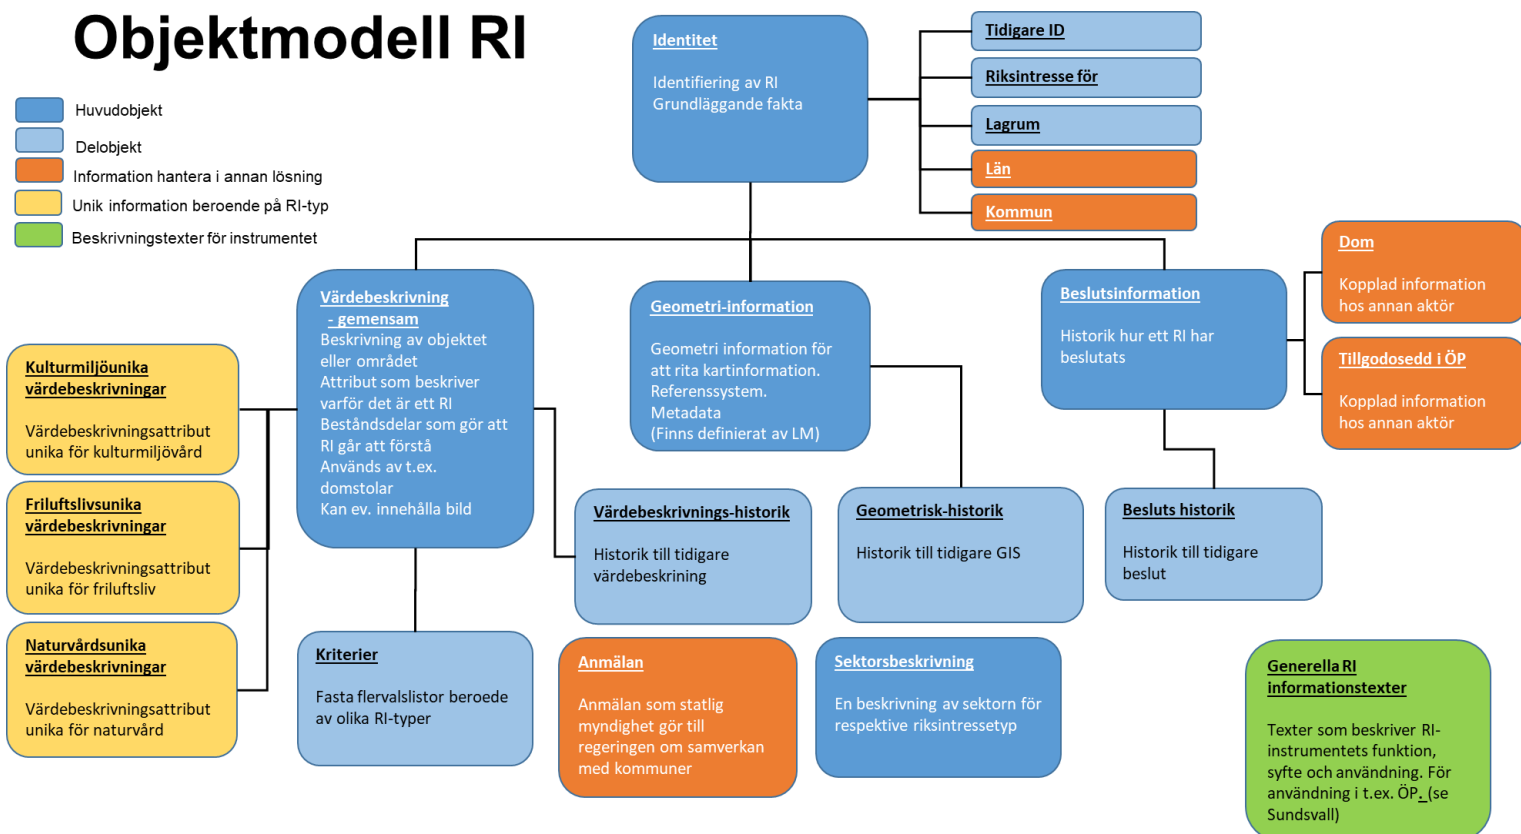 Objektmodell RI
Huvudobjekt
Delobjekt
Information hantera i annan lösning
Unik information beroende på RI-typ
Beskrivningstexter för instrumentet
Identitet
Identifiering av RI
Grundläggande fakta
Tidigare ID
Riksintresse för
Lagrum
Län
Kommun
Värdebeskrivning
- gemensam
Beskrivning av objektet
eller området
Attribut som beskriver
varför det är ett RI
Beståndsdelar som gör att
RI går att förstå
Används av t.ex.
domstolar
Kan ev. innehålla bild
Geometri-information
Geometri information för
att rita kartinformation.
Referenssystem.
Metadata
(Finns definierat av LM)
Beslutsinformation
Historik hur ett RI har
beslutats
Dom
Kopplad information
hos annan aktör
Tillgodosedd i ÖP
Kopplad information
hos annan aktör
Kulturmiljöunika
värdebeskrivningar
Värdebeskrivningsattribut
unika för kulturmiljövård
Friluftslivsunika
värdebeskrivningar
Värdebeskrivningsattribut
unika för friluftsliv
Naturvårdsunika
värdebeskrivningar
Värdebeskrivningsattribut
unika för naturvård
Värdebeskrivnings-historik
Historik till tidigare
värdebeskrining
Geometrisk-historik
Historik till tidigare GIS
Besluts historik
Historik till tidigare
beslut
Kriterier
Fasta flervalslistor beroede
av olika RI-typer
Anmälan
Anmälan som statlig
myndighet gör till
regeringen om samverkan
med kommuner
Sektorsbeskrivning
En beskrivning av sektorn för
respektive riksintressetyp
Generella RI
informationstexter
Texter som beskriver RI-
instrumentets funktion,
syfte och användning. För
användning i t.ex. ÖP. (se
Sundsvall)